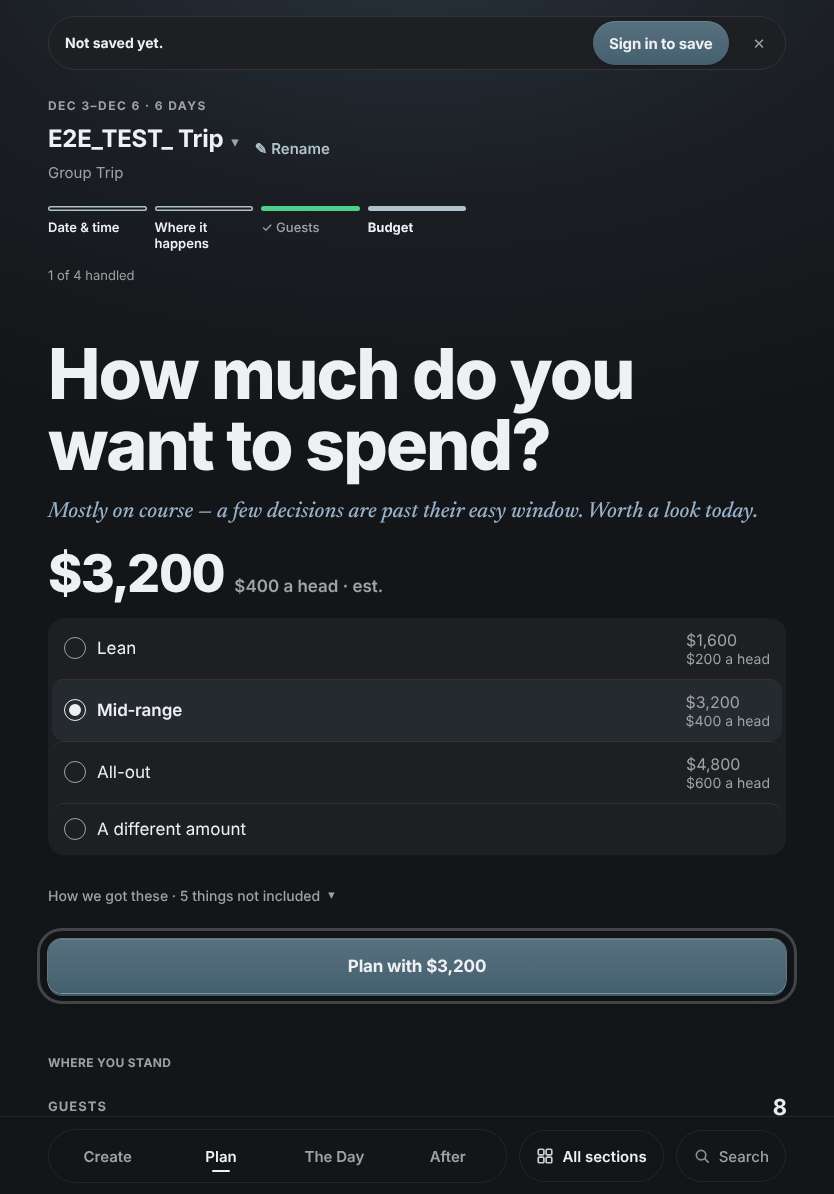 Not saved yet.
Sign in to save ×
DEC 3–DEC 6 · 6 DAYS
E2E_TEST_ Trip ▾ ✎ Rename
Group Trip
Date & time
Where it
happens
✓ Guests
Budget
1 of 4 handled
How much do you
want to spend?
Mostly on course — a few decisions are past their easy window. Worth a look today.
$3,200 $400 a head · est.
Lean
$1,600
$200 a head
Mid-range
$3,200
$400 a head
All-out
$4,800
$600 a head
A different amount
How we got these · 5 things not included ▾
Plan with $3,200
WHERE YOU STAND
GUESTS 8
Create Plan The Day After All sections Search